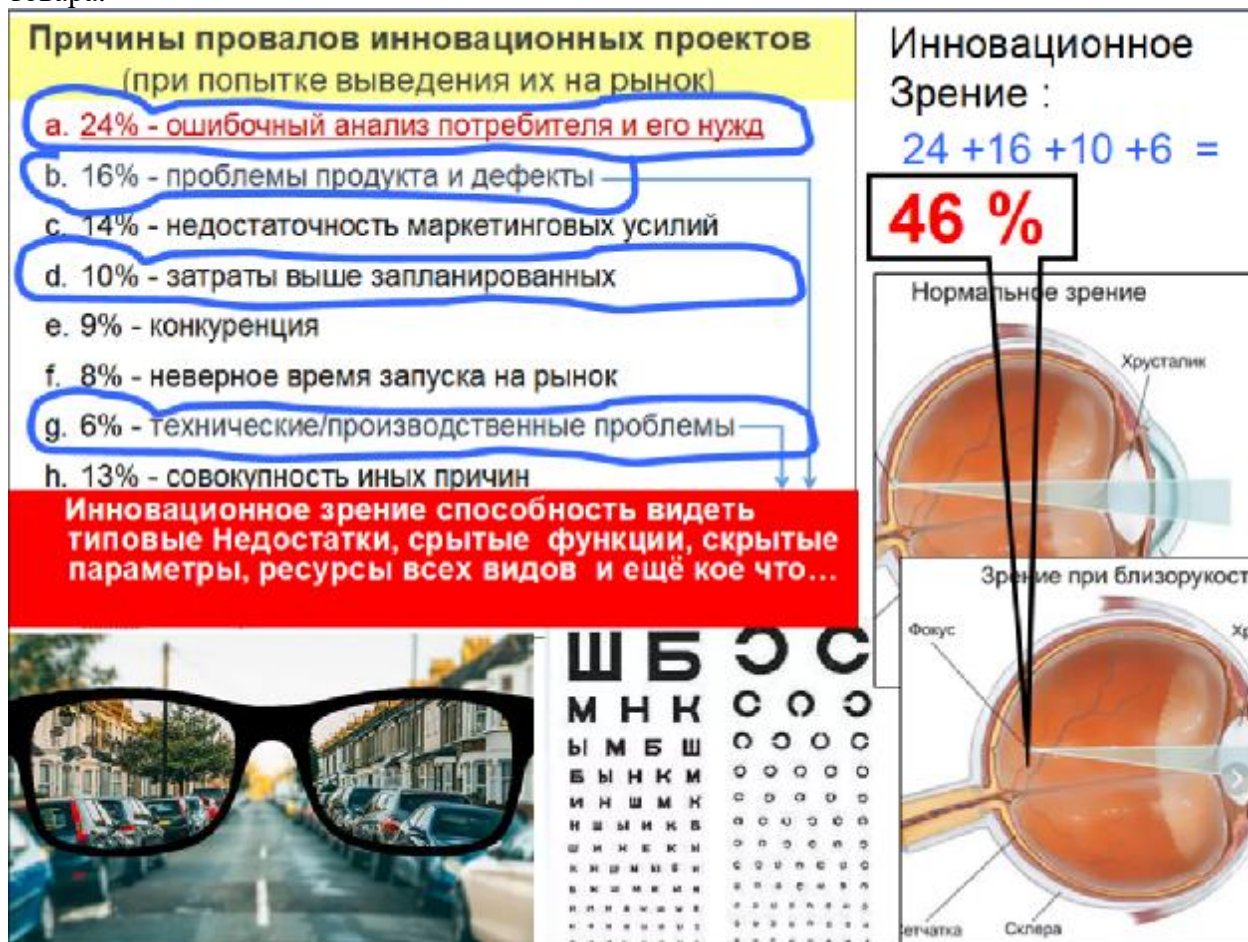 Причины провалов инновационных проектов
(при попытке выведения их на рынок)
a. 24% - ошибочный анализ потребителя и его нужд
b. 16% - проблемы продукта и дефекты
c. 14% - недостаточность маркетинговых усилий
d. 10% - затраты выше запланированных
e. 9% - конкуренция
f. 8% - неверное время запуска на рынок
g. 6% - технические/производственные проблемы
h. 13% - совокупность иных причин
Инновационное зрение способность видеть
типовые Недостатки, срытые функции, скрытые
параметры, ресурсы всех видов и ещё кое что...
Инновационное
Зрение :
24 +16 +10 +6 =
46 %
Нормальное зрение
Хрусталик
Зрение при близорукост
Фокус
Хр
етчатка
Склера
Ш Б
М Н К
Ы М Б Ш
Б Ы Н К М
И Н Ш М К
Н Ш Ы И К Б